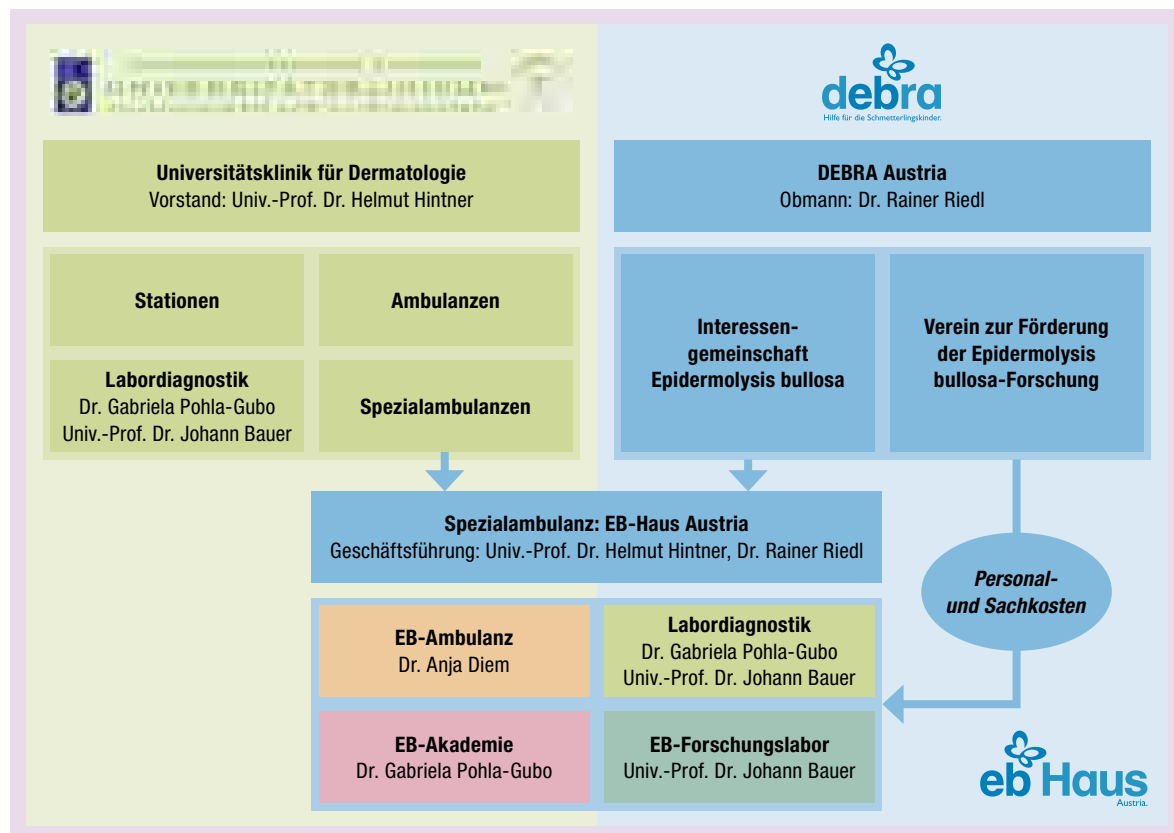 debra
Hilfe für die Schmetterlingskinder.
Universitätsklinik für Dermatologie
Vorstand: Univ.-Prof. Dr. Helmut Hintner
DEBRA Austria
Obmann: Dr. Rainer Riedl
Stationen
Ambulanzen
Labordiagnostik
Dr. Gabriela Pohla-Gubo
Univ.-Prof. Dr. Johann Bauer
Spezialambulanzen
Interessen-
gemeinschaft
Epidermolysis bullosa
Verein zur Förderung
der Epidermolysis
bullosa-Forschung
Spezialambulanz: EB-Haus Austria
Geschäftsführung: Univ.-Prof. Dr. Helmut Hintner, Dr. Rainer Riedl
Personal-
und Sachkosten
EB-Ambulanz
Dr. Anja Diem
Labordiagnostik
Dr. Gabriela Pohla-Gubo
Univ.-Prof. Dr. Johann Bauer
EB-Akademie
Dr. Gabriela Pohla-Gubo
EB-Forschungslabor
Univ.-Prof. Dr. Johann Bauer
eb Haus
Austria.